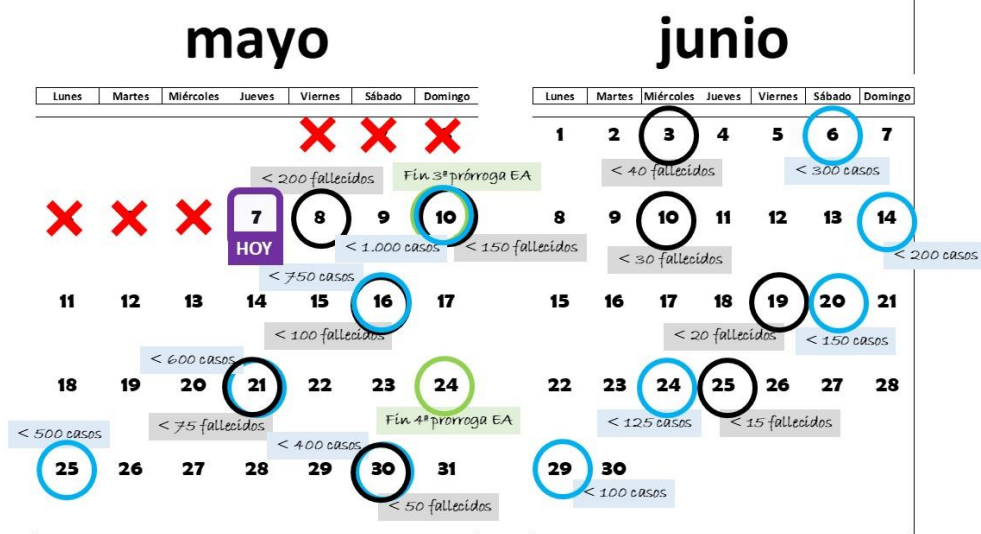 mayo
Lunes Martes Miércoles Jueves Viernes Sábado Domingo
< 200 fallecidos
Fin 3ª prórroga EA
7 8 9 10
HOY
< 1.000 casos
< 150 fallecidos
< 750 casos
11 12 13 14 15 16 17
< 100 fallecidos
< 600 casos
18 19 20 21 22 23 24
< 75 fallecidos
Fin 4ª prorroga EA
< 500 casos
< 400 casos
25 26 27 28 29 30 31
< 50 fallecidos
junio
Lunes Martes Miércoles Jueves Viernes Sábado Domingo
1 2 3 4 5 6 7
< 40 fallecidos
< 300 casos
8 9 10 11 12 13 14
< 30 fallecidos
< 200 casos
15 16 17 18 19 20 21
< 20 fallecidos
< 150 casos
22 23 24 25 26 27 28
< 125 casos
< 15 fallecidos
29 30
< 100 casos